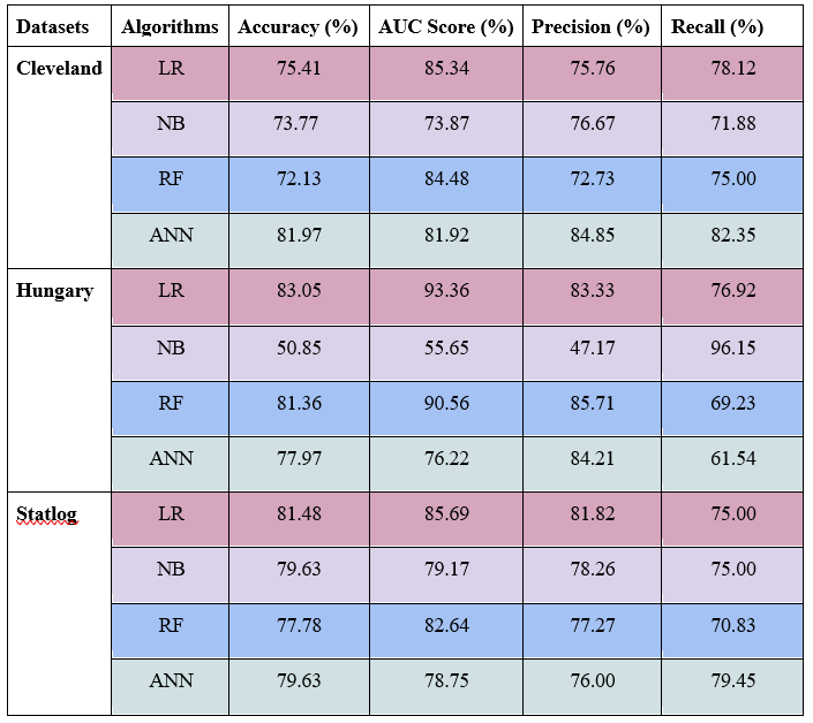 Datasets Algorithms Accuracy (%) AUC Score (%) Precision (%) Recall (%)
Cleveland LR 75.41 85.34 75.76 78.12
NB 73.77 73.87 76.67 71.88
RF 72.13 84.48 72.73 75.00
ANN 81.97 81.92 84.85 82.35
Hungary LR 83.05 93.36 83.33 76.92
NB 50.85 55.65 47.17 96.15
RF 81.36 90.56 85.71 69.23
ANN 77.97 76.22 84.21 61.54
Statlog LR 81.48 85.69 81.82 75.00
NB 79.63 79.17 78.26 75.00
RF 77.78 82.64 77.27 70.83
ANN 79.63 78.75 76.00 79.45